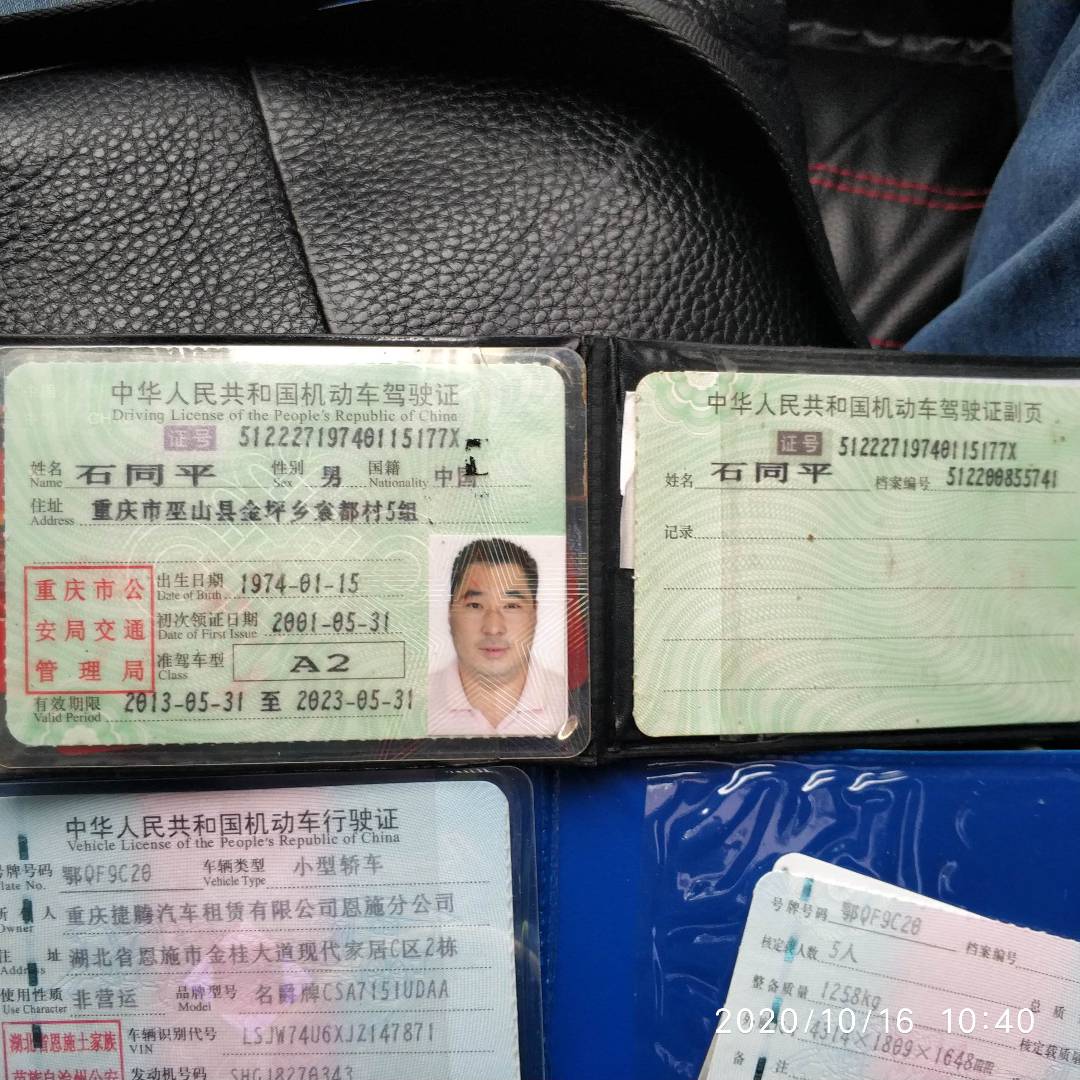 中华人民共和国机动车驾驶证
Driving License of the People's Republic of China
证号 51222719740115177X
姓名 石同平 性别 男 国籍 中国
Name Sex Nationality
住址 重庆市巫山县金坪乡袁都村5组
Address
重庆市公
安局交通
管理局
出生日期 1974-01-15
Date of Birth
初次领证日期 2001-05-31
Date of First Issue
准驾车型 A2
Class
有效期限 2013-05-31 至 2023-05-31
Valid Period
中华人民共和国机动车驾驶证副页
证号 51222719740115177X
姓名 石同平 档案编号 512200855741
记录
中华人民共和国机动车行驶证
Vehicle License of the People's Republic of China
号牌号码 鄂QF9C20 车辆类型 小型轿车
Plate No. Vehicle Type
所有人 重庆捷腾汽车租赁有限公司恩施分公司
Owner
住址 湖北省恩施市金桂大道现代家居C区2栋
Address
使用性质 非营运 品牌型号 名爵牌CSA7151UDAA
Use Character Model
湖北省恩施土家族
苗族自治州公安
车辆识别代号 LSJW74U6XJZ147871
VIN
发动机号码 SHGJ8270343
号牌号码 鄂QF9C20 档案编号
核定载人数 5人 总质
整备质量 1258kg 核定载质量
4314×1809×1648
备注
2020/10/16 10:40